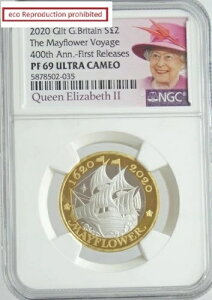 eco Reproduction prohibited
2020 Gilt G.Britain S£2
The Mayflower Voyage
400th Ann.-First Releases
PF 69 ULTRA CAMEO
5878502-035
NGC
Queen Elizabeth II
1620 2020
MAYFLOWER